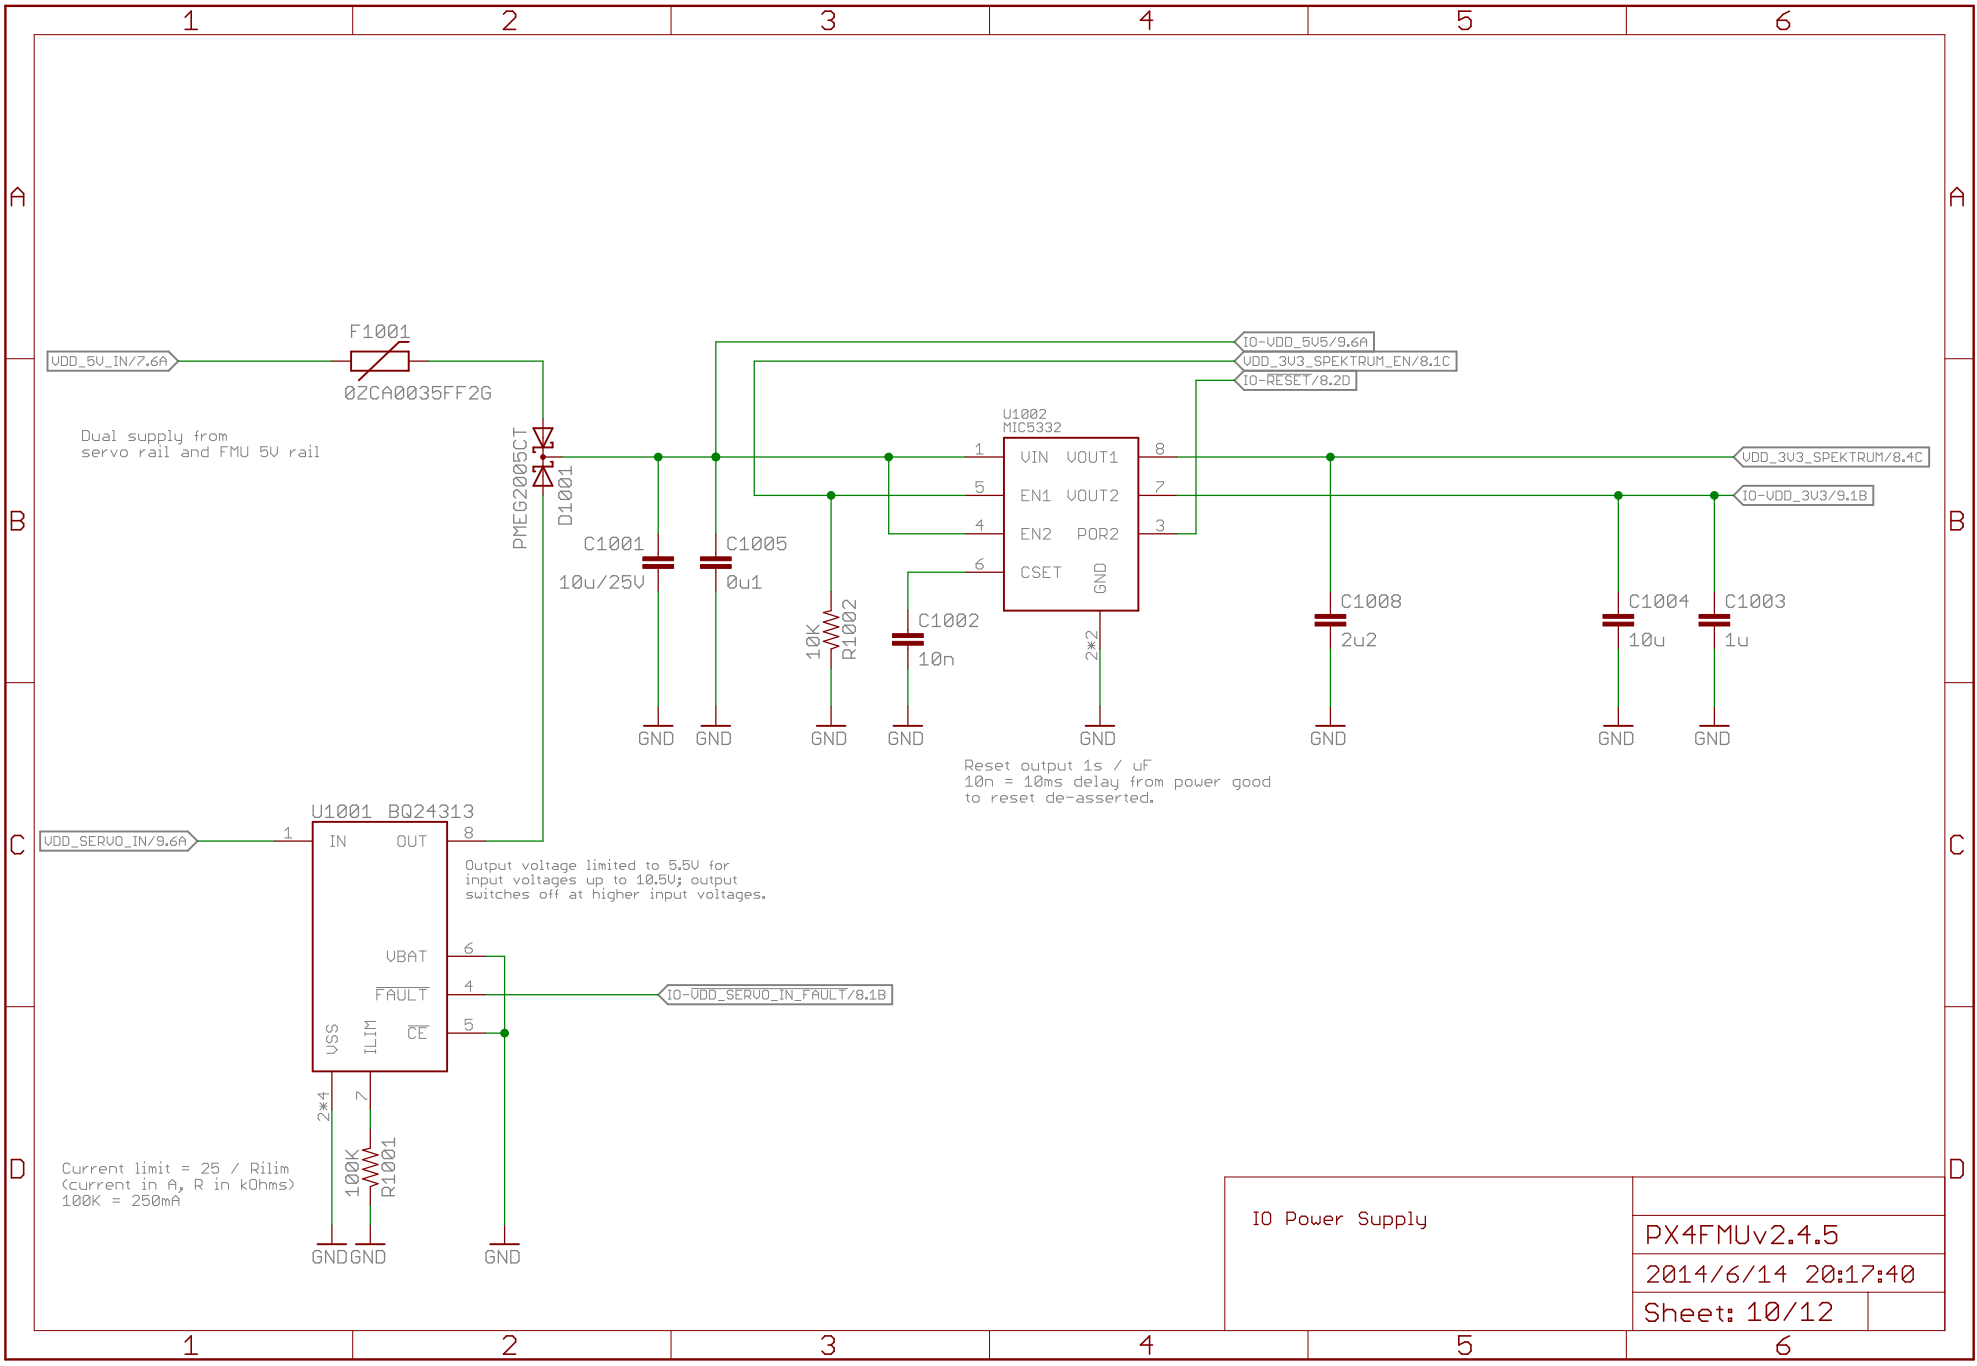 1 2 3 4 5 6
A A
B B
C C
D D
F1001
VDD_5V_IN/7.6A
0ZCA0035FF2G
Dual supply from
servo rail and FMU 5V rail
PMEG2005CT
D1001
IO-VDD_5V5/9.6A
VDD_3V3_SPEKTRUM_EN/8.1C
IO-RESET/8.2D
U1002
MIC5332
1 VIN VOUT1 8
5 EN1 VOUT2 7
4 EN2 POR2 3
6 CSET
GND
2*2
VDD_3V3_SPEKTRUM/8.4C
IO-VDD_3V3/9.1B
C1001
10u/25V
C1005
0u1
10K
R1002
C1002
10n
C1008
2u2
C1004
10u
C1003
1u
GND GND GND GND GND GND GND GND
Reset output 1s / uF
10n = 10ms delay from power good
to reset de-asserted.
U1001 BQ24313
VDD_SERVO_IN/9.6A
1 IN OUT 8
Output voltage limited to 5.5V for
input voltages up to 10.5V; output
switches off at higher input voltages.
VBAT 6
FAULT 4
IO-VDD_SERVO_IN_FAULT/8.1B
CE 5
VSS
ILIM
2*4
7
100K
R1001
Current limit = 25 / Rilim
(current in A, R in kOhms)
100K = 250mA
GND GND GND
IO Power Supply
PX4FMUv2.4.5
2014/6/14 20:17:40
Sheet: 10/12
1 2 3 4 5 6